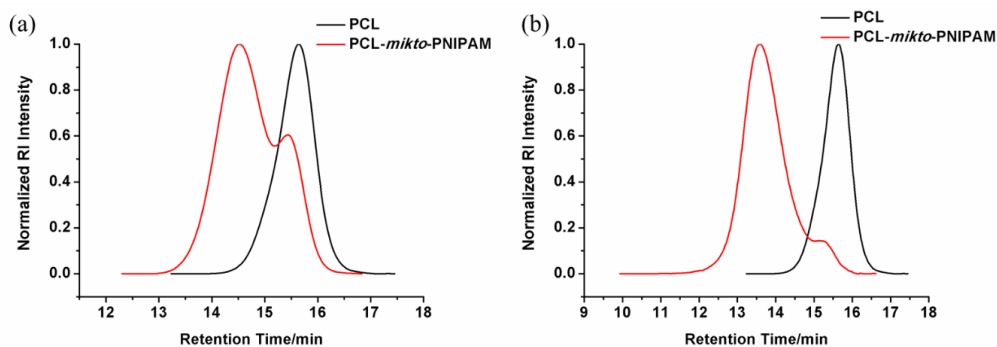 (a)
PCL
PCL-mikto-PNIPAM
1.0
0.8
0.6
0.4
0.2
0.0
Normalized RI Intensity
12 13 14 15 16 17 18
Retention Time/min
(b)
PCL
PCL-mikto-PNIPAM
1.0
0.8
0.6
0.4
0.2
0.0
Normalized RI Intensity
9 10 11 12 13 14 15 16 17 18
Retention Time/min